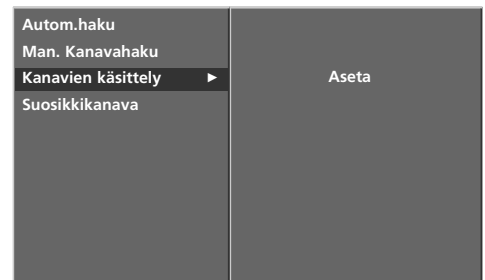 Autom.haku
Man. Kanavahaku
Kanavien käsittely ► Aseta
Suosikkikanava